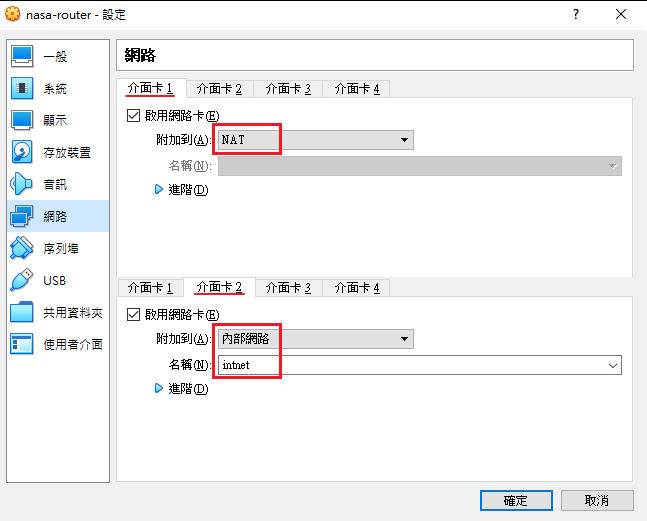 nasa-router - 設定
一般
系統
顯示
存放裝置
音訊
網路
序列埠
USB
共用資料夾
使用者介面
網路
介面卡 1 介面卡 2 介面卡 3 介面卡 4
啟用網路卡(E)
附加到(A): NAT
名稱(N):
進階(D)
介面卡 1 介面卡 2 介面卡 3 介面卡 4
啟用網路卡(E)
附加到(A): 內部網路
名稱(N): intnet
進階(D)
確定 取消